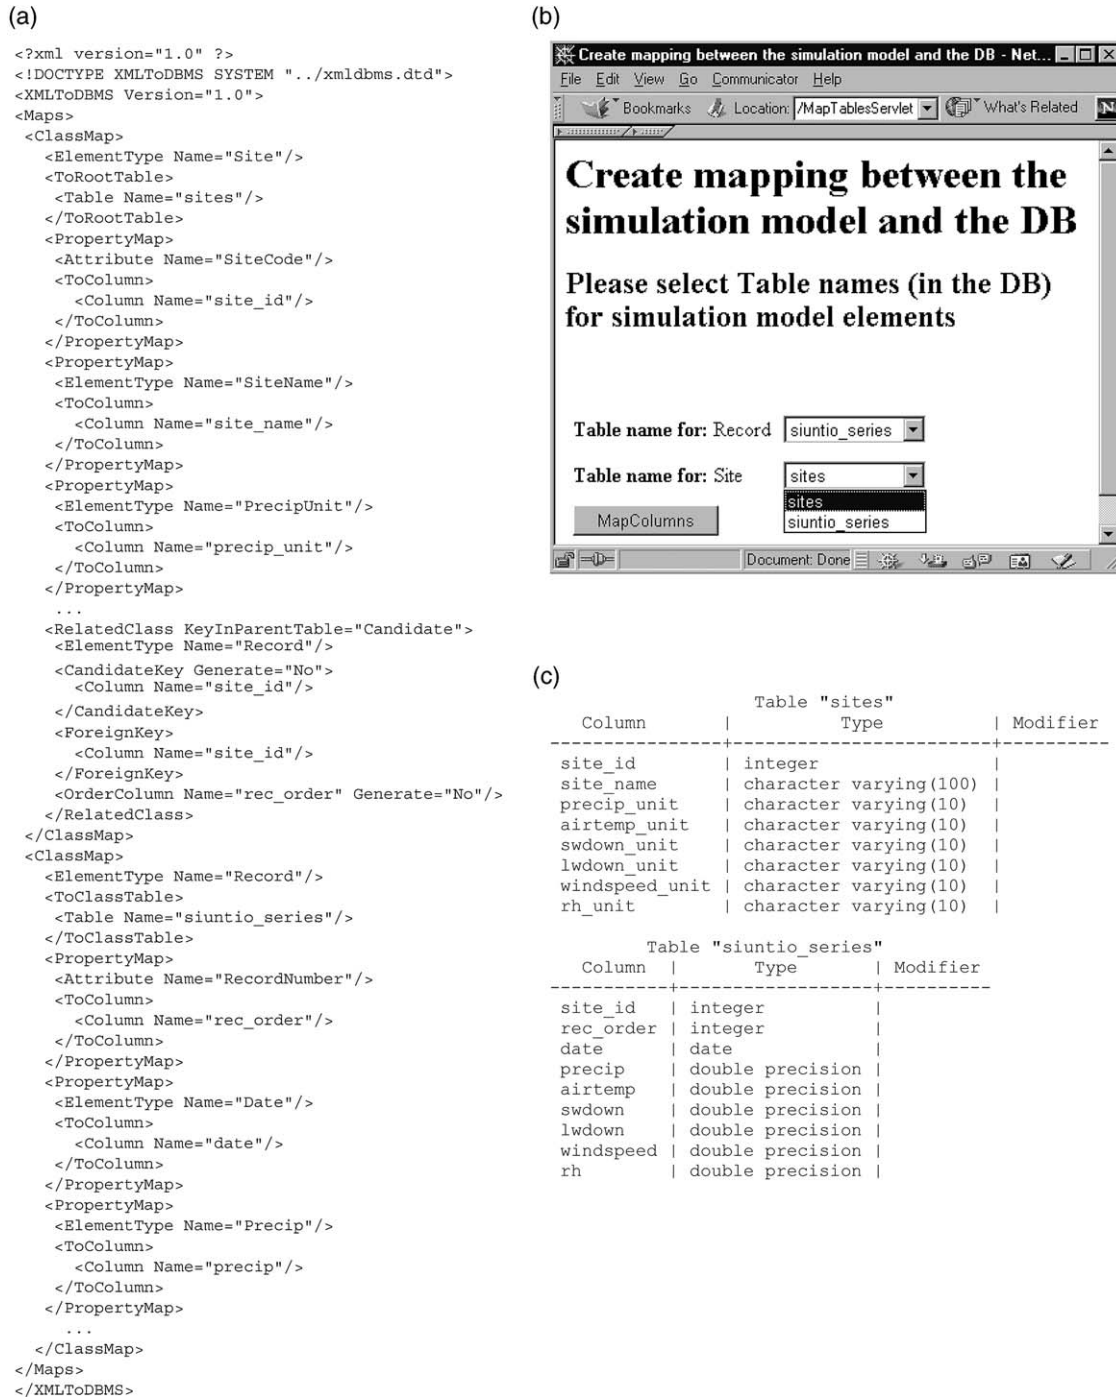 (a)
<?xml version="1.0" ?>
<!DOCTYPE XMLToDBMS SYSTEM "../xmldbms.dtd">
<XMLToDBMS Version="1.0">
<Maps>
<ClassMap>
<ElementType Name="Site"/>
<ToRootTable>
<Table Name="sites"/>
</ToRootTable>
<PropertyMap>
<Attribute Name="SiteCode"/>
<ToColumn>
<Column Name="site_id"/>
</ToColumn>
</PropertyMap>
<PropertyMap>
<ElementType Name="SiteName"/>
<ToColumn>
<Column Name="site_name"/>
</ToColumn>
</PropertyMap>
<PropertyMap>
<ElementType Name="PrecipUnit"/>
<ToColumn>
<Column Name="precip_unit"/>
</ToColumn>
</PropertyMap>
...
<RelatedClass KeyInParentTable="Candidate">
<ElementType Name="Record"/>
<CandidateKey Generate="No">
<Column Name="site_id"/>
</CandidateKey>
<ForeignKey>
<Column Name="site_id"/>
</ForeignKey>
<OrderColumn Name="rec_order" Generate="No"/>
</RelatedClass>
</ClassMap>
<ClassMap>
<ElementType Name="Record"/>
<ToClassTable>
<Table Name="siuntio_series"/>
</ToClassTable>
<PropertyMap>
<Attribute Name="RecordNumber"/>
<ToColumn>
<Column Name="rec_order"/>
</ToColumn>
</PropertyMap>
<PropertyMap>
<ElementType Name="Date"/>
<ToColumn>
<Column Name="date"/>
</ToColumn>
</PropertyMap>
<PropertyMap>
<ElementType Name="Precip"/>
<ToColumn>
<Column Name="precip"/>
</ToColumn>
</PropertyMap>
...
</ClassMap>
</Maps>
</XMLToDBMS>
(b)
Create mapping between the simulation model and the DB - Net...
File Edit View Go Communicator Help
Bookmarks Location: /MapTablesServlet What's Related N
Create mapping between the
simulation model and the DB
Please select Table names (in the DB)
for simulation model elements
Table name for: Record siuntio_series
Table name for: Site sites
sites
MapColumns siuntio_series
Document: Done
(c)
Table "sites"
Column | Type | Modifier
-----------------+--------------------------+----------
site_id | integer |
site_name | character varying(100) |
precip_unit | character varying(10) |
airtemp_unit | character varying(10) |
swdown_unit | character varying(10) |
lwdown_unit | character varying(10) |
windspeed_unit | character varying(10) |
rh_unit | character varying(10) |
Table "siuntio_series"
Column | Type | Modifier
-----------+------------------+----------
site_id | integer |
rec_order | integer |
date | date |
precip | double precision |
airtemp | double precision |
swdown | double precision |
lwdown | double precision |
windspeed | double precision |
rh | double precision |